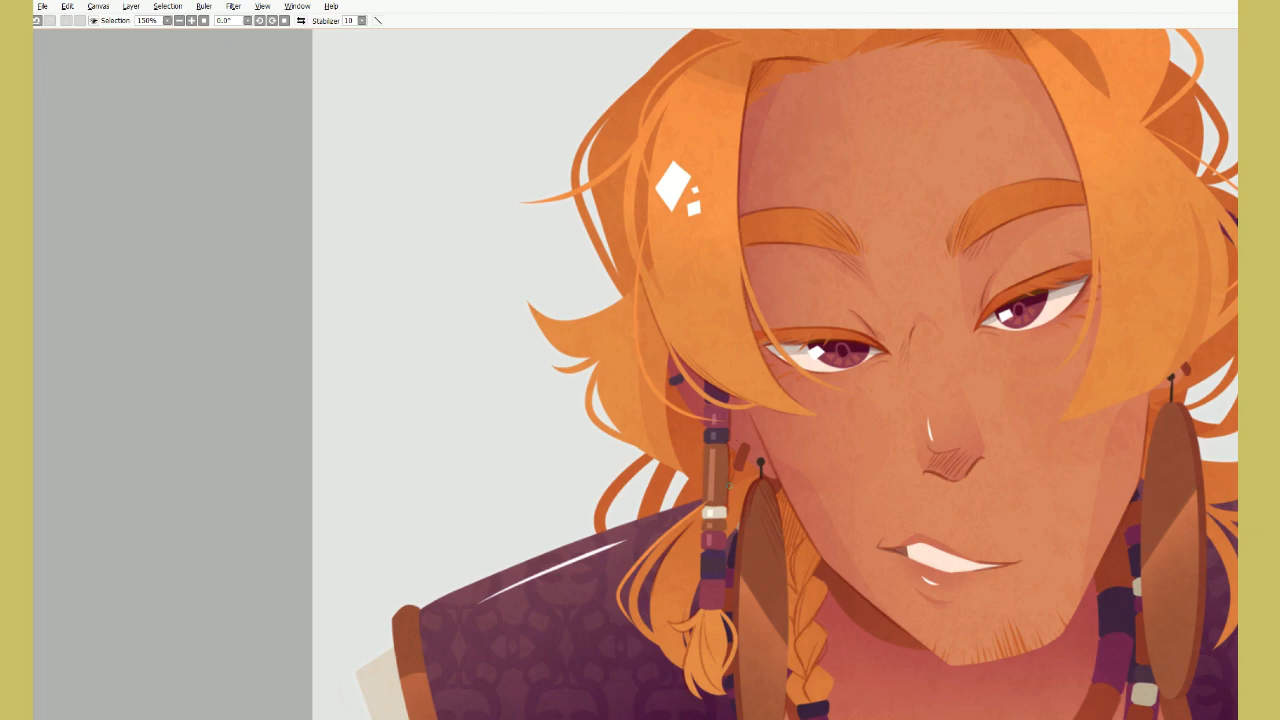 File Edit Canvas Layer Selection Ruler Filter View Window Help
Selection 150% 0.0° Stabilizer 10